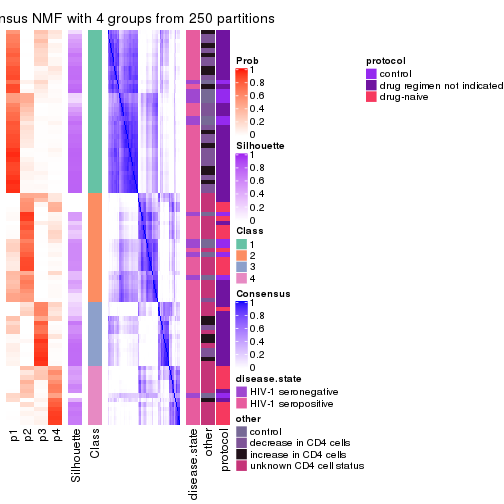 nsus NMF with 4 groups from 250 partitions
Prob
1
0.8
0.6
0.4
0.2
0
Silhouette
1
0.8
0.6
0.4
0.2
0
Class
1
2
3
4
Consensus
1
0.8
0.6
0.4
0.2
0
disease.state
HIV-1 seronegative
HIV-1 seropositive
other
control
decrease in CD4 cells
increase in CD4 cells
unknown CD4 cell status
protocol
control
drug regimen not indicated
drug-naive
p1
p2
p3
p4
Silhouette
Class
disease.state
other
protocol